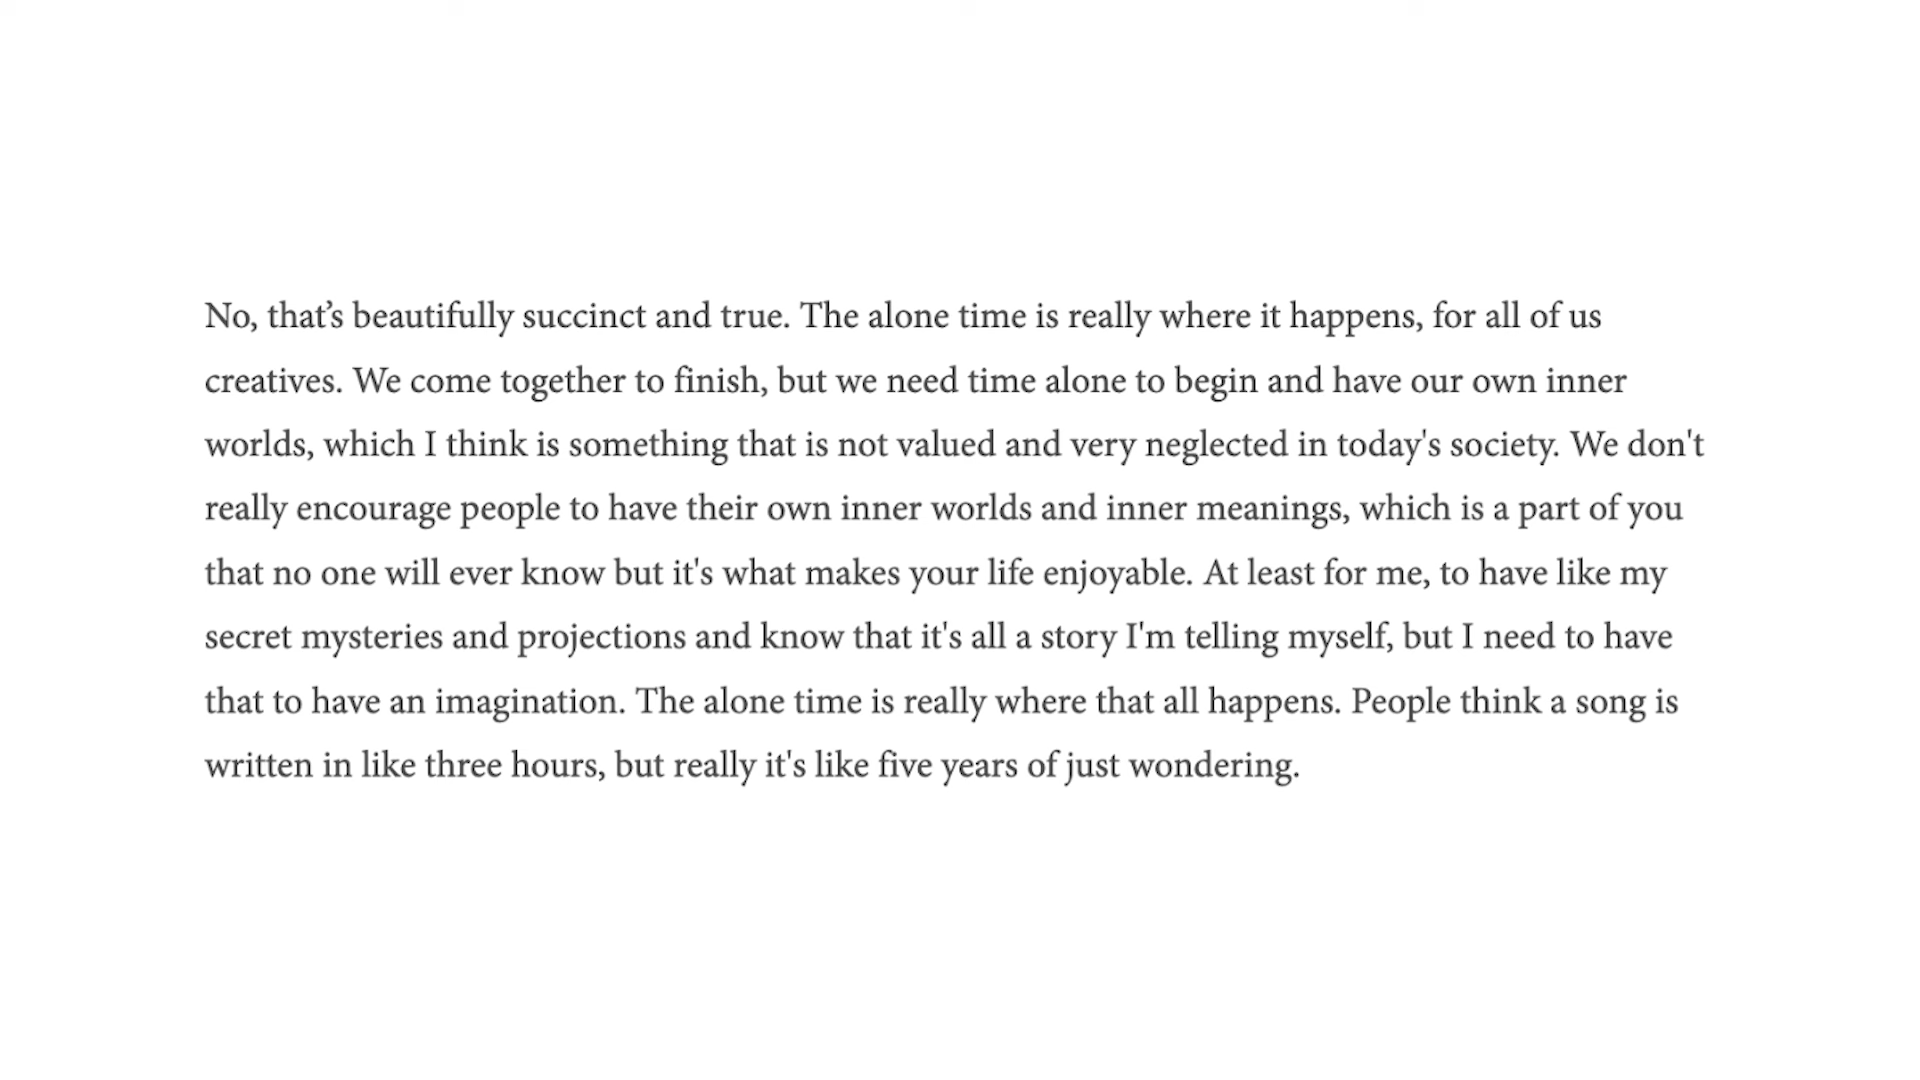 No, that’s beautifully succinct and true. The alone time is really where it happens, for all of us
creatives. We come together to finish, but we need time alone to begin and have our own inner
worlds, which I think is something that is not valued and very neglected in today's society. We don't
really encourage people to have their own inner worlds and inner meanings, which is a part of you
that no one will ever know but it's what makes your life enjoyable. At least for me, to have like my
secret mysteries and projections and know that it's all a story I'm telling myself, but I need to have
that to have an imagination. The alone time is really where that all happens. People think a song is
written in like three hours, but really it's like five years of just wondering.